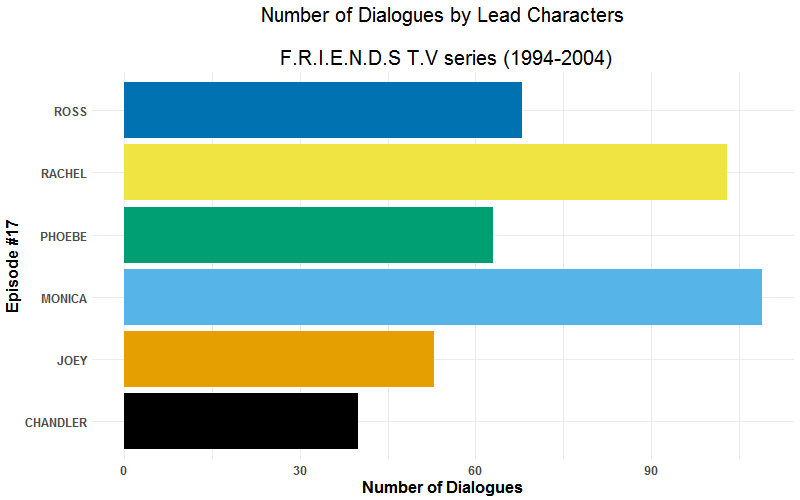 Number of Dialogues by Lead Characters
F.R.I.E.N.D.S T.V series (1994-2004)
Episode #17
ROSS
RACHEL
PHOEBE
MONICA
JOEY
CHANDLER
0 30 60 90
Number of Dialogues